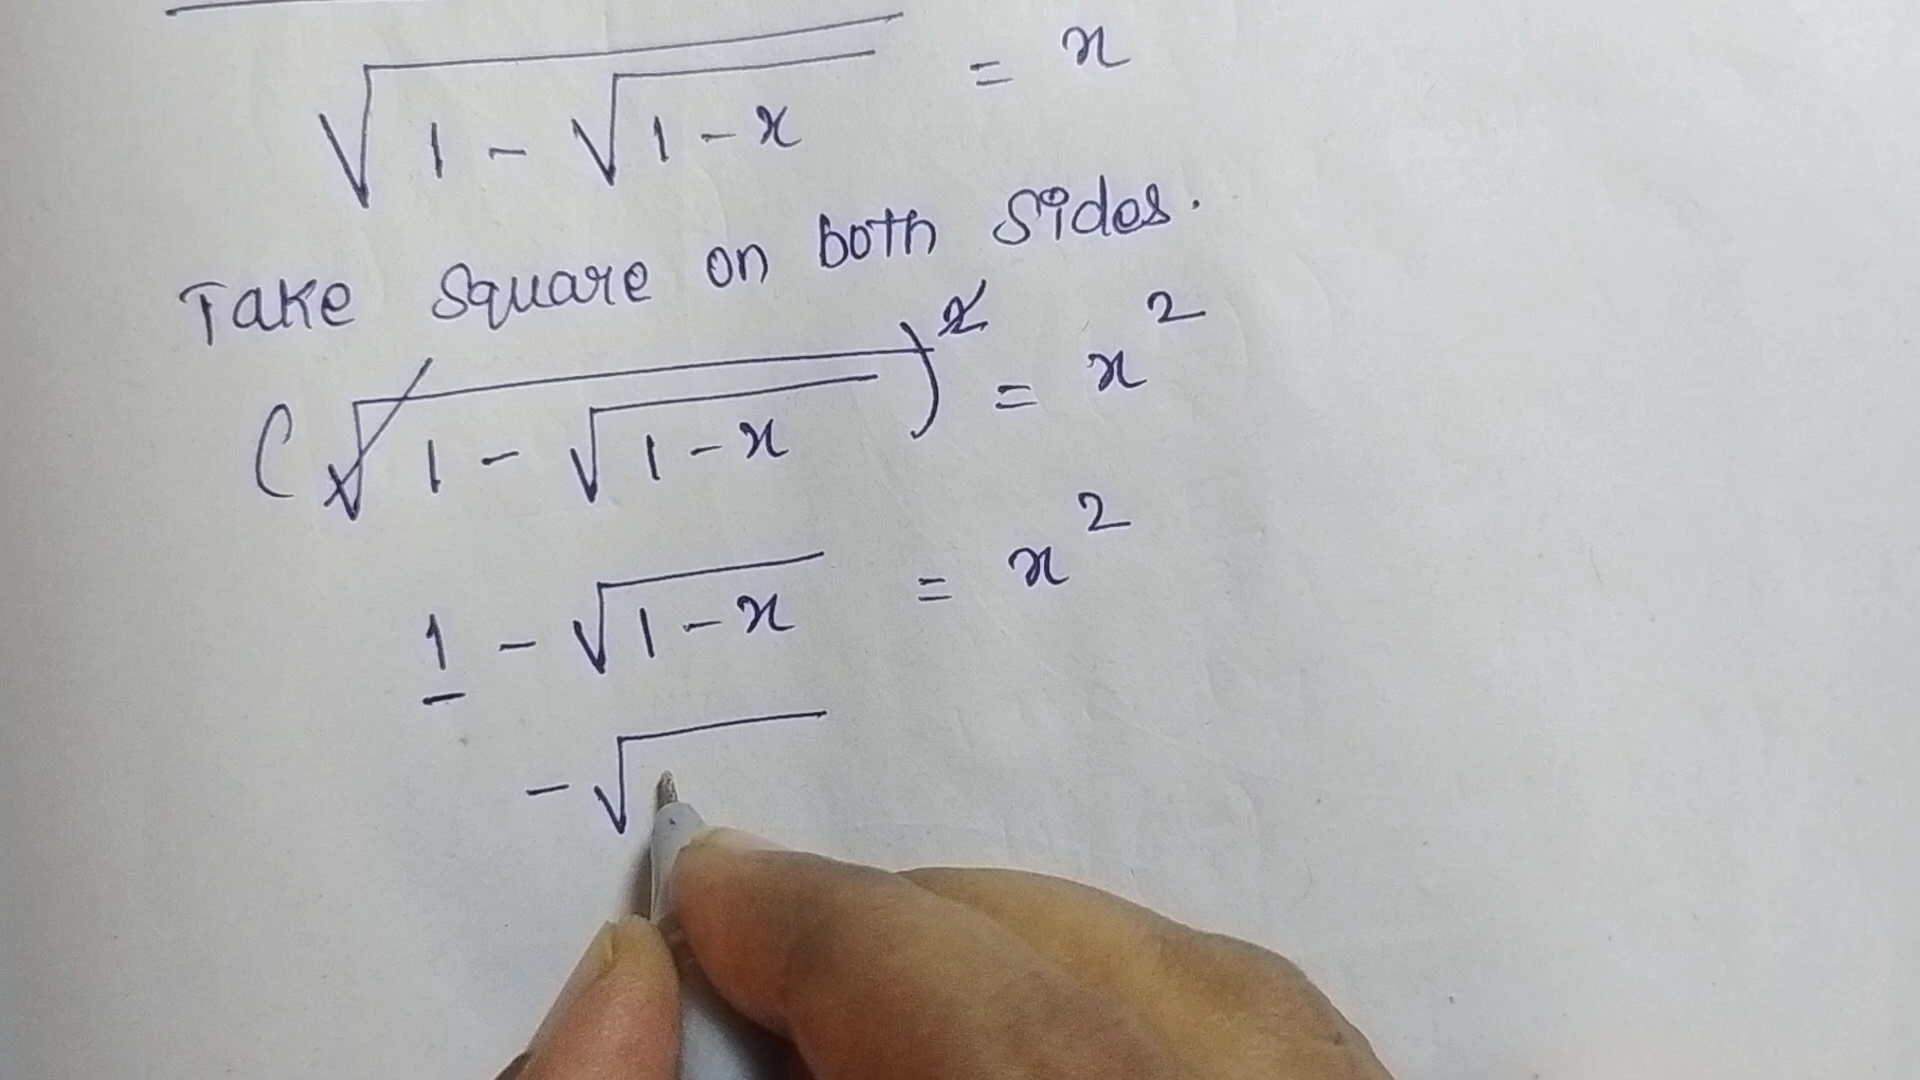 √(1 - √(1 - x)) = x
Take Square on both Sides.
(√(1 - √(1 - x)))² = x²
1 - √(1 - x) = x²
- √